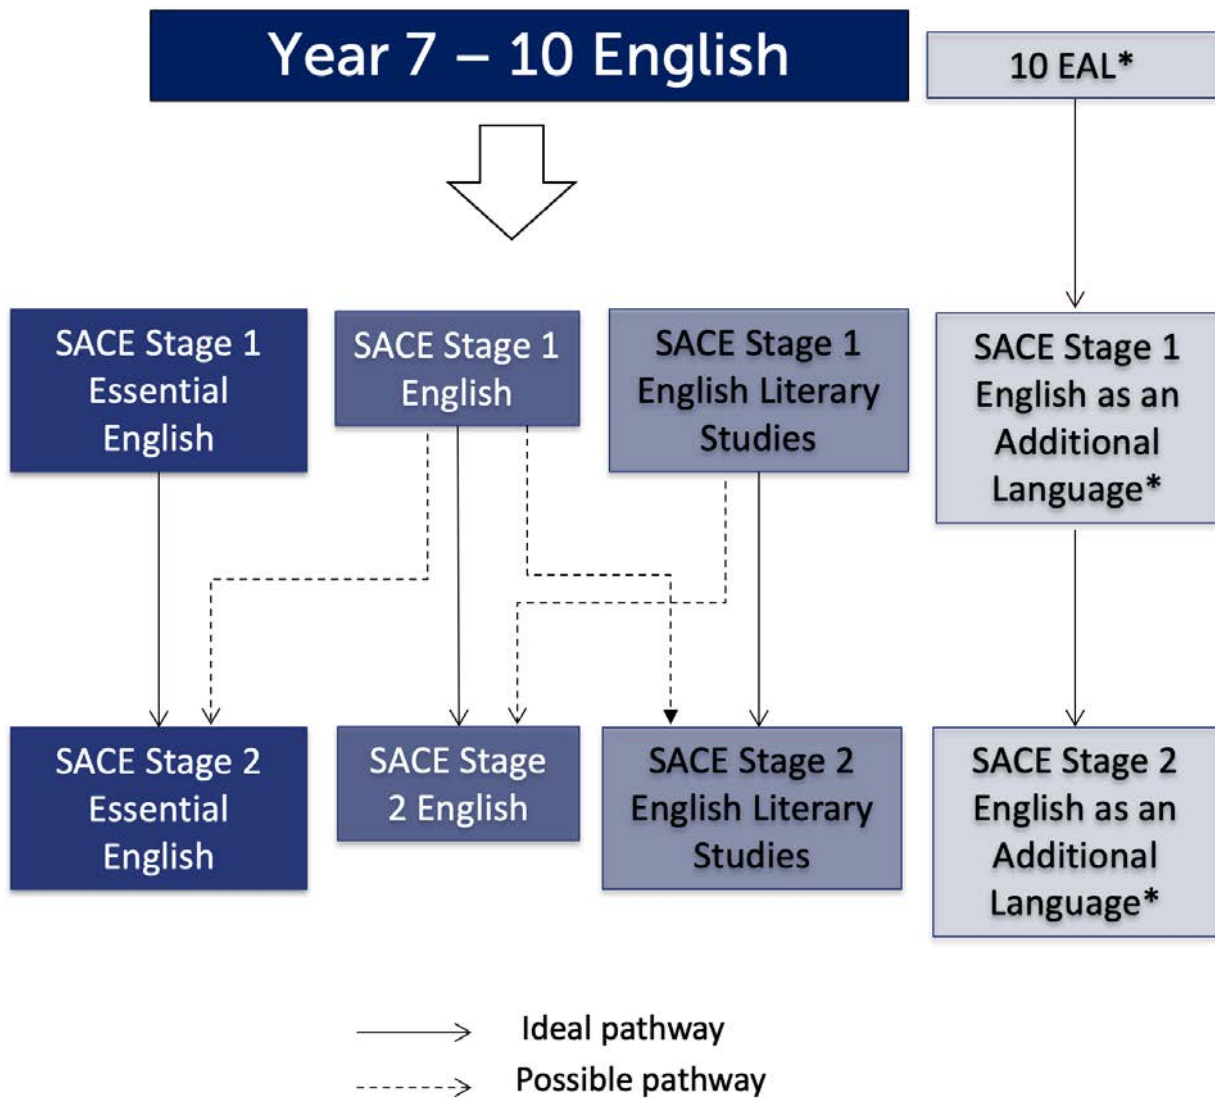 Year 7 – 10 English
10 EAL*
SACE Stage 1
Essential
English
SACE Stage 1
English
SACE Stage 1
English Literary
Studies
SACE Stage 1
English as an
Additional
Language*
SACE Stage 2
Essential
English
SACE Stage
2 English
SACE Stage 2
English Literary
Studies
SACE Stage 2
English as an
Additional
Language*
Ideal pathway
Possible pathway